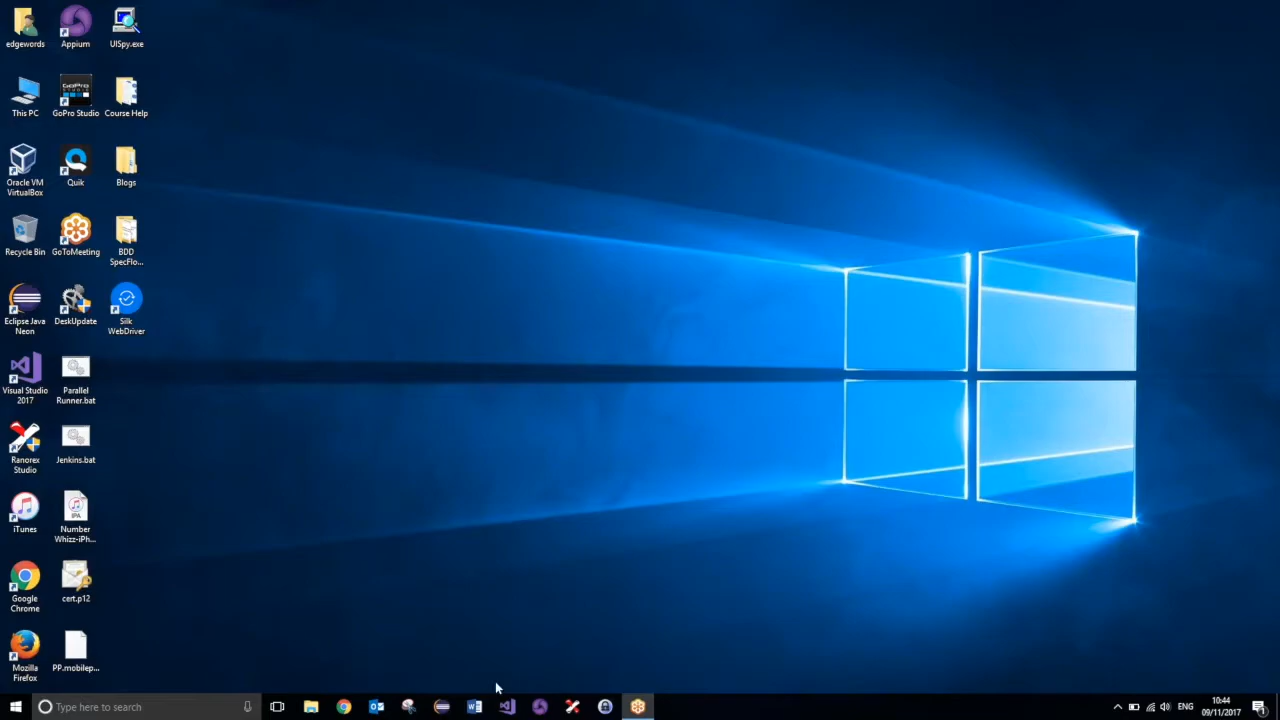 edgewords
Appium
UISpy.exe
This PC
GoPro Studio
Course Help
Oracle VM
VirtualBox
Quik
Blogs
Recycle Bin
GoToMeeting
BDD
SpecFlo...
Eclipse Java
Neon
DeskUpdate
Silk
WebDriver
Visual Studio
2017
Parallel
Runner.bat
Ranorex
Studio
Jenkins.bat
iTunes
Number
Whizz-iPh...
Google
Chrome
cert.p12
Mozilla
Firefox
PP.mobilep...
Type here to search
ENG
10:44
09/11/2017